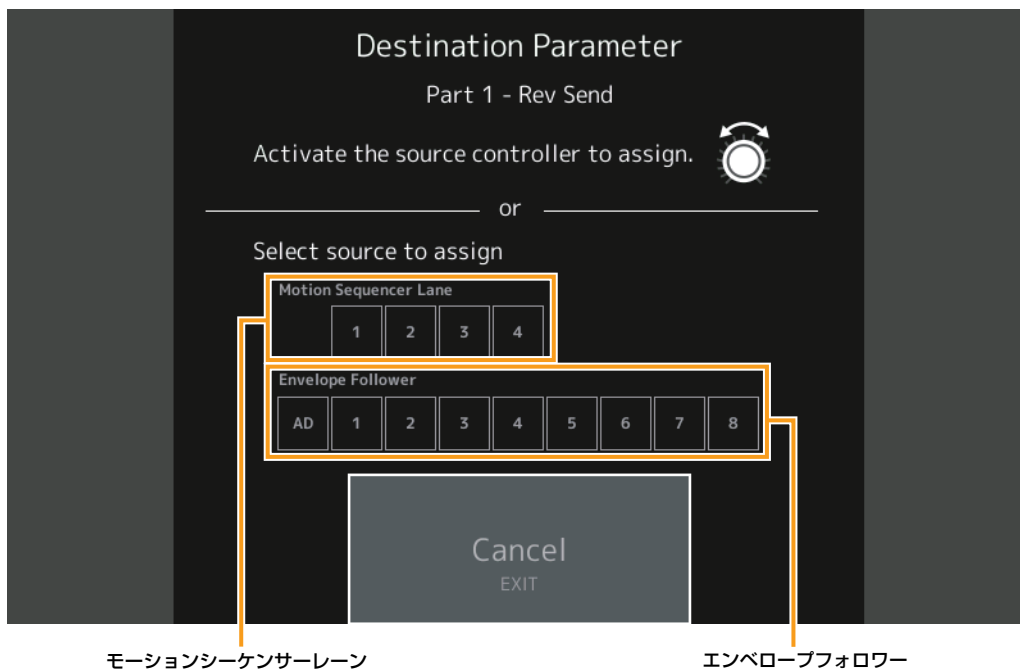 Destination Parameter
Part 1 - Rev Send
Activate the source controller to assign.
or
Select source to assign
Motion Sequencer Lane
1 2 3 4
Envelope Follower
AD 1 2 3 4 5 6 7 8
Cancel
EXIT
モーションシーケンサーレーン エンベロープフォロワー